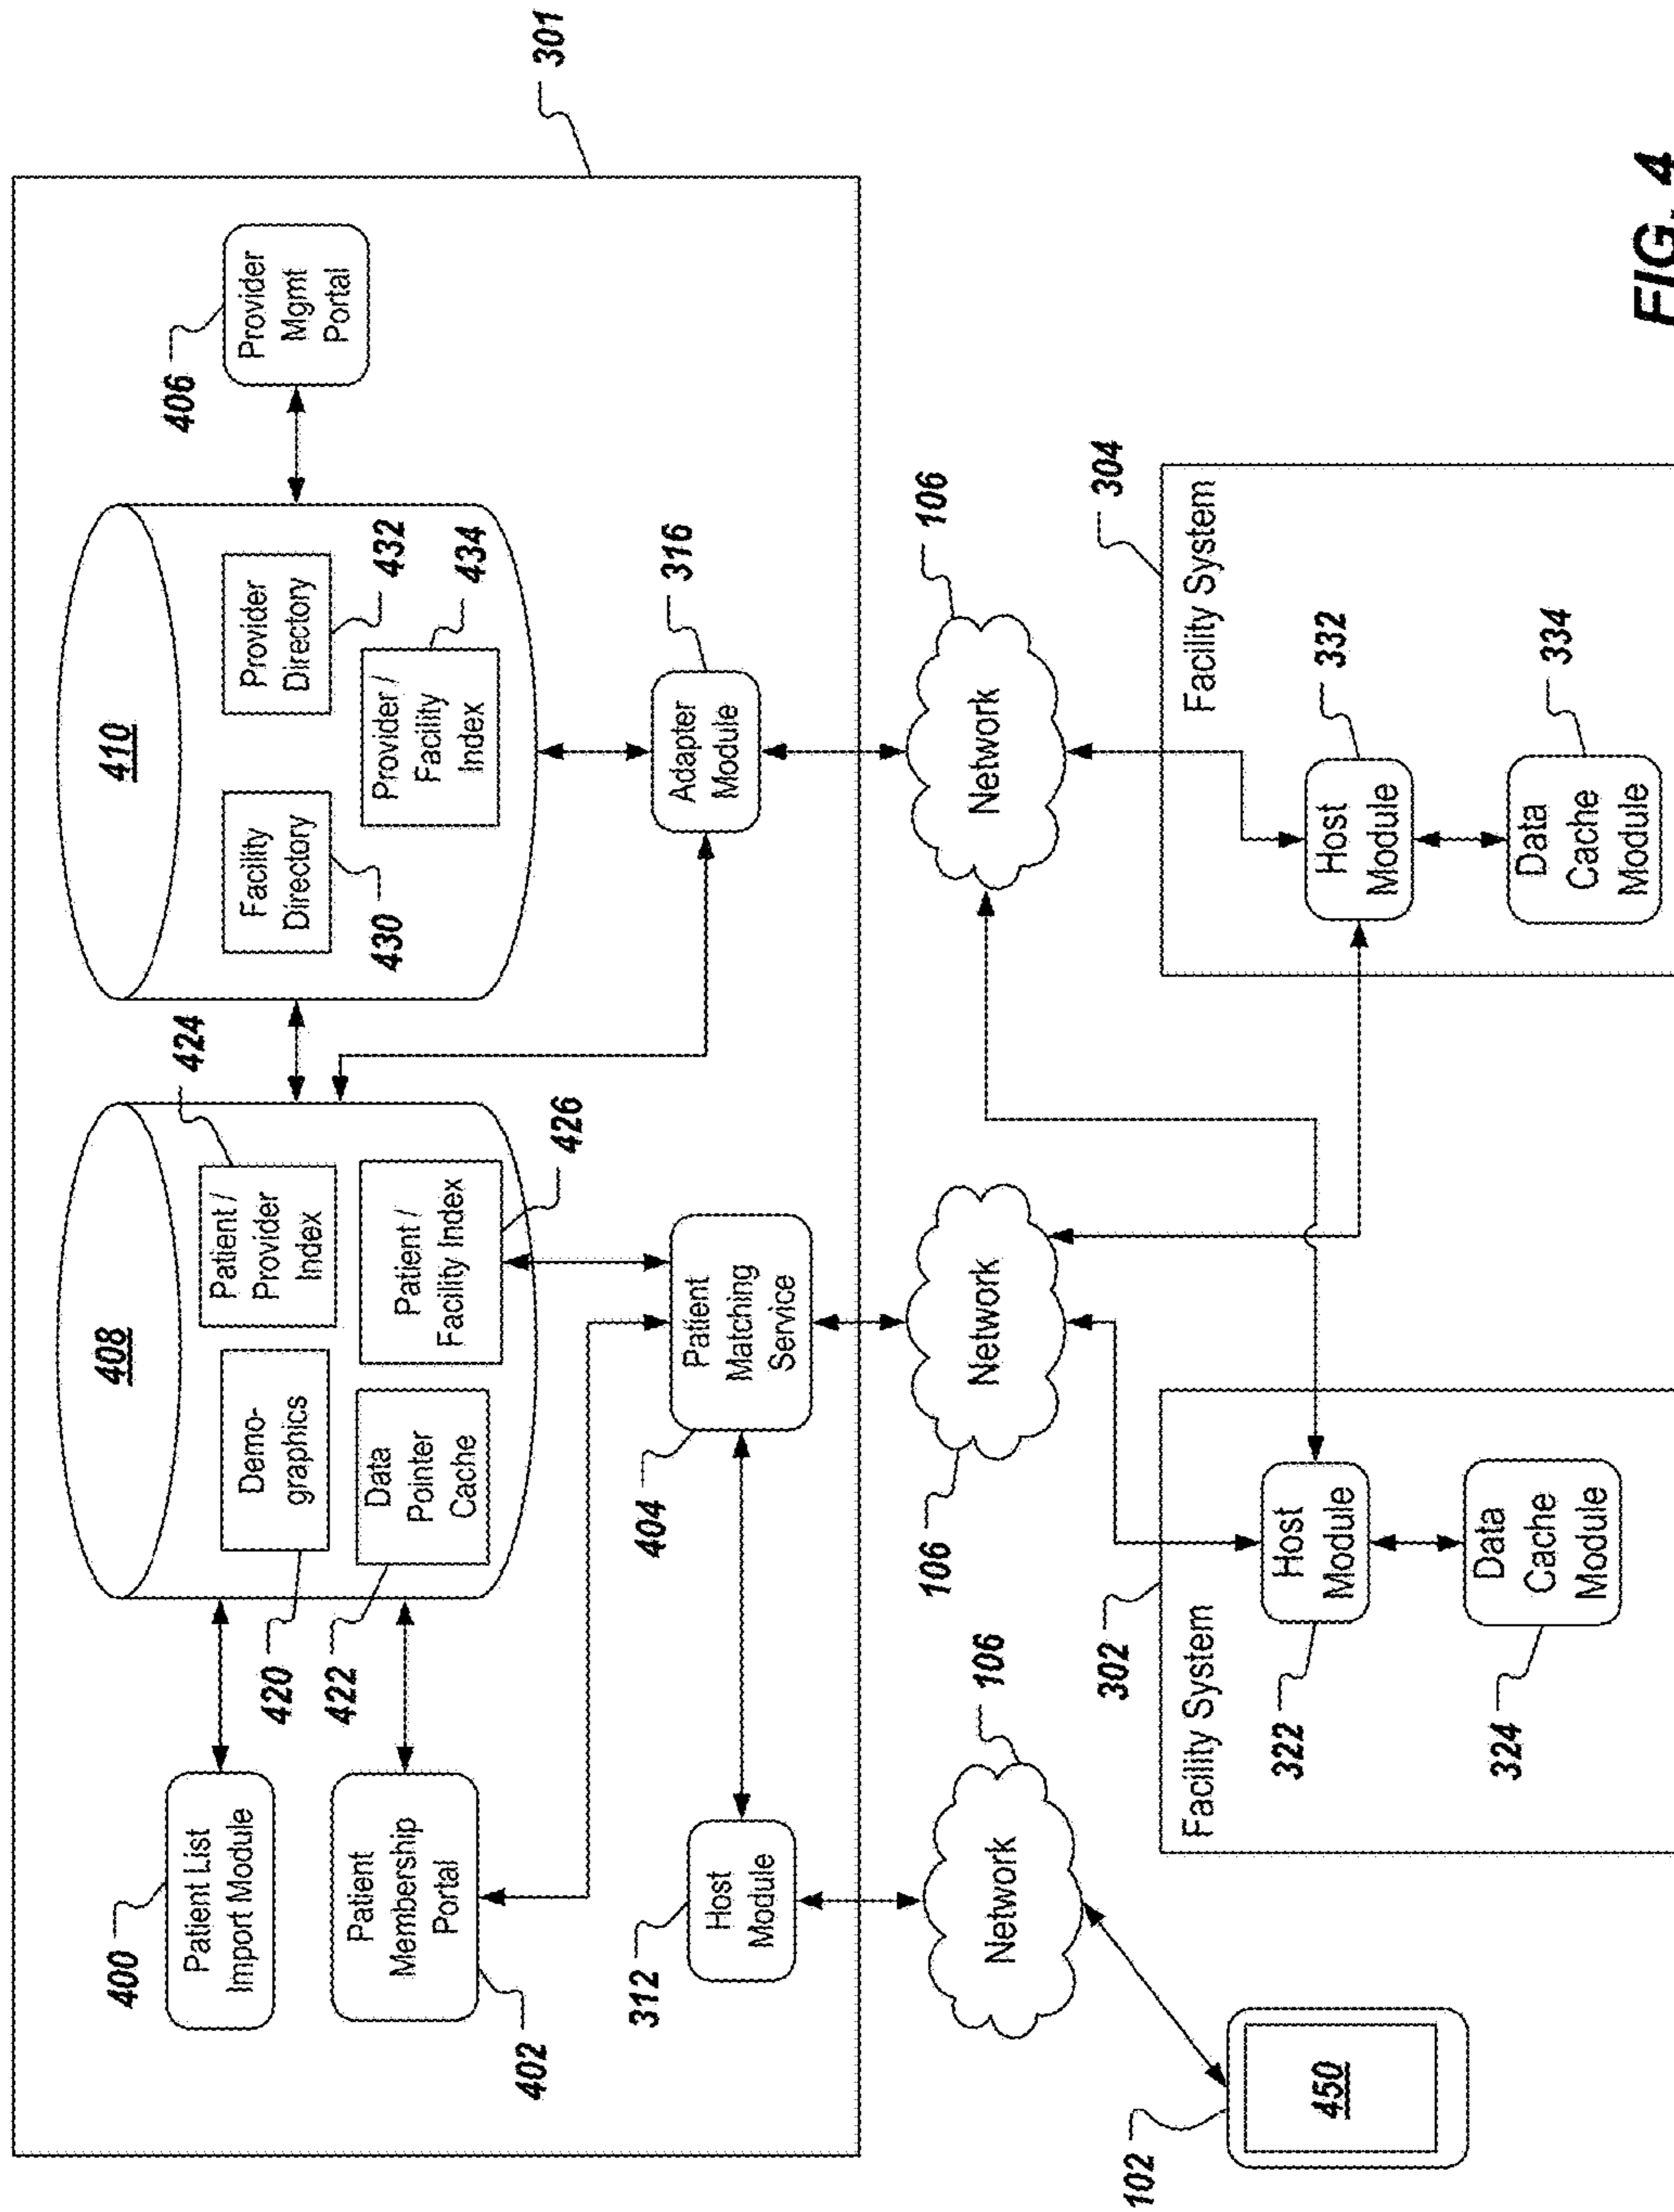 301
410
Facility
Directory
430
Provider
Directory
432
Provider /
Facility
Index
434
406
Provider
Mgmt
Portal
408
Demo-
graphics
420
Patient /
Provider
Index
424
Data
Pointer
Cache
422
Patient /
Facility Index
426
400
Patient List
Import Module
Patient
Membership
Portal
402
404
Patient
Matching
Service
316
Adapter
Module
312
Host
Module
Network
106
Network
106
Network
106
102
450
302
Facility System
322
Host
Module
324
Data
Cache
Module
304
Facility System
332
Host
Module
334
Data
Cache
Module
FIG. 4